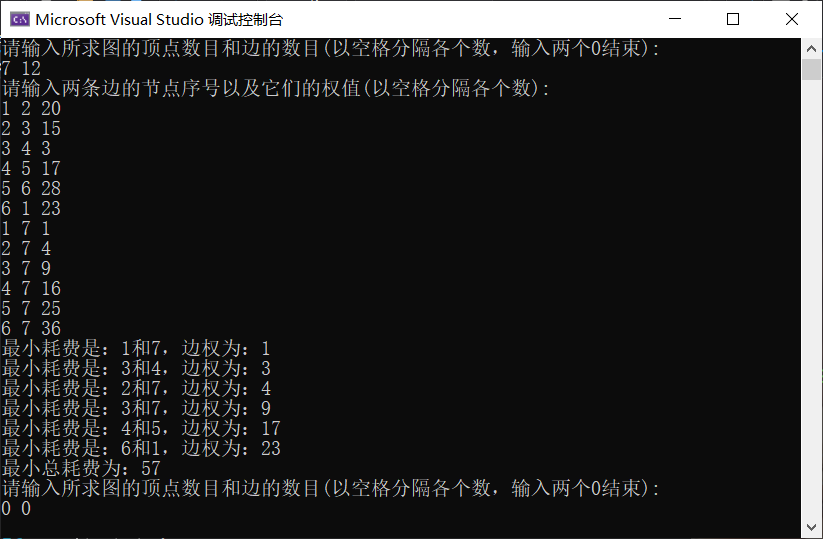 Microsoft Visual Studio 调试控制台
请输入所求图的顶点数目和边的数目(以空格分隔各个数，输入两个0结束):
7 12
请输入两条边的节点序号以及它们的权值(以空格分隔各个数):
1 2 20
2 3 15
3 4 3
4 5 17
5 6 28
6 1 23
1 7 1
2 7 4
3 7 9
4 7 16
5 7 25
6 7 36
最小耗费是：1和7，边权为：1
最小耗费是：3和4，边权为：3
最小耗费是：2和7，边权为：4
最小耗费是：3和7，边权为：9
最小耗费是：4和5，边权为：17
最小耗费是：6和1，边权为：23
最小总耗费为：57
请输入所求图的顶点数目和边的数目(以空格分隔各个数，输入两个0结束):
0 0